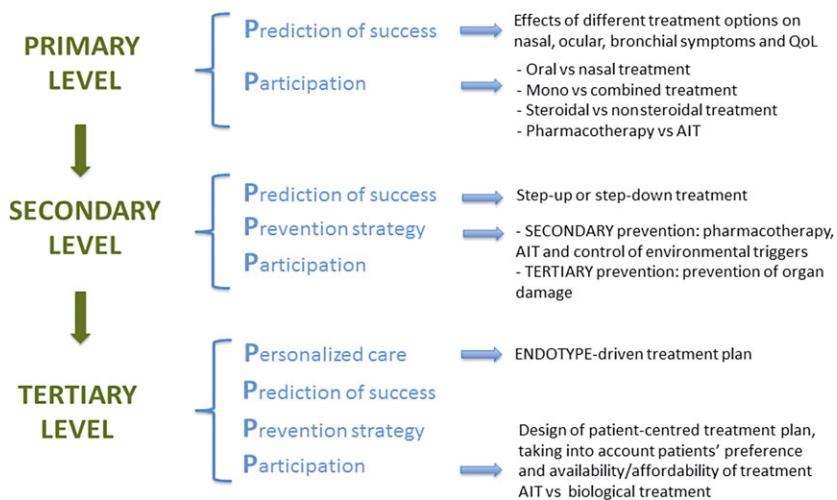 PRIMARY
LEVEL
Prediction of success
Effects of different treatment options on
nasal, ocular, bronchial symptoms and QoL
Participation
- Oral vs nasal treatment
- Mono vs combined treatment
- Steroidal vs nonsteroidal treatment
- Pharmacotherapy vs AIT
SECONDARY
LEVEL
Prediction of success
Step-up or step-down treatment
Prevention strategy
- SECONDARY prevention: pharmacotherapy,
AIT and control of environmental triggers
- TERTIARY prevention: prevention of organ
damage
Participation
TERTIARY
LEVEL
Personalized care
ENDOTYPE-driven treatment plan
Prediction of success
Prevention strategy
Participation
Design of patient-centred treatment plan,
taking into account patients' preference
and availability/affordability of treatment
AIT vs biological treatment